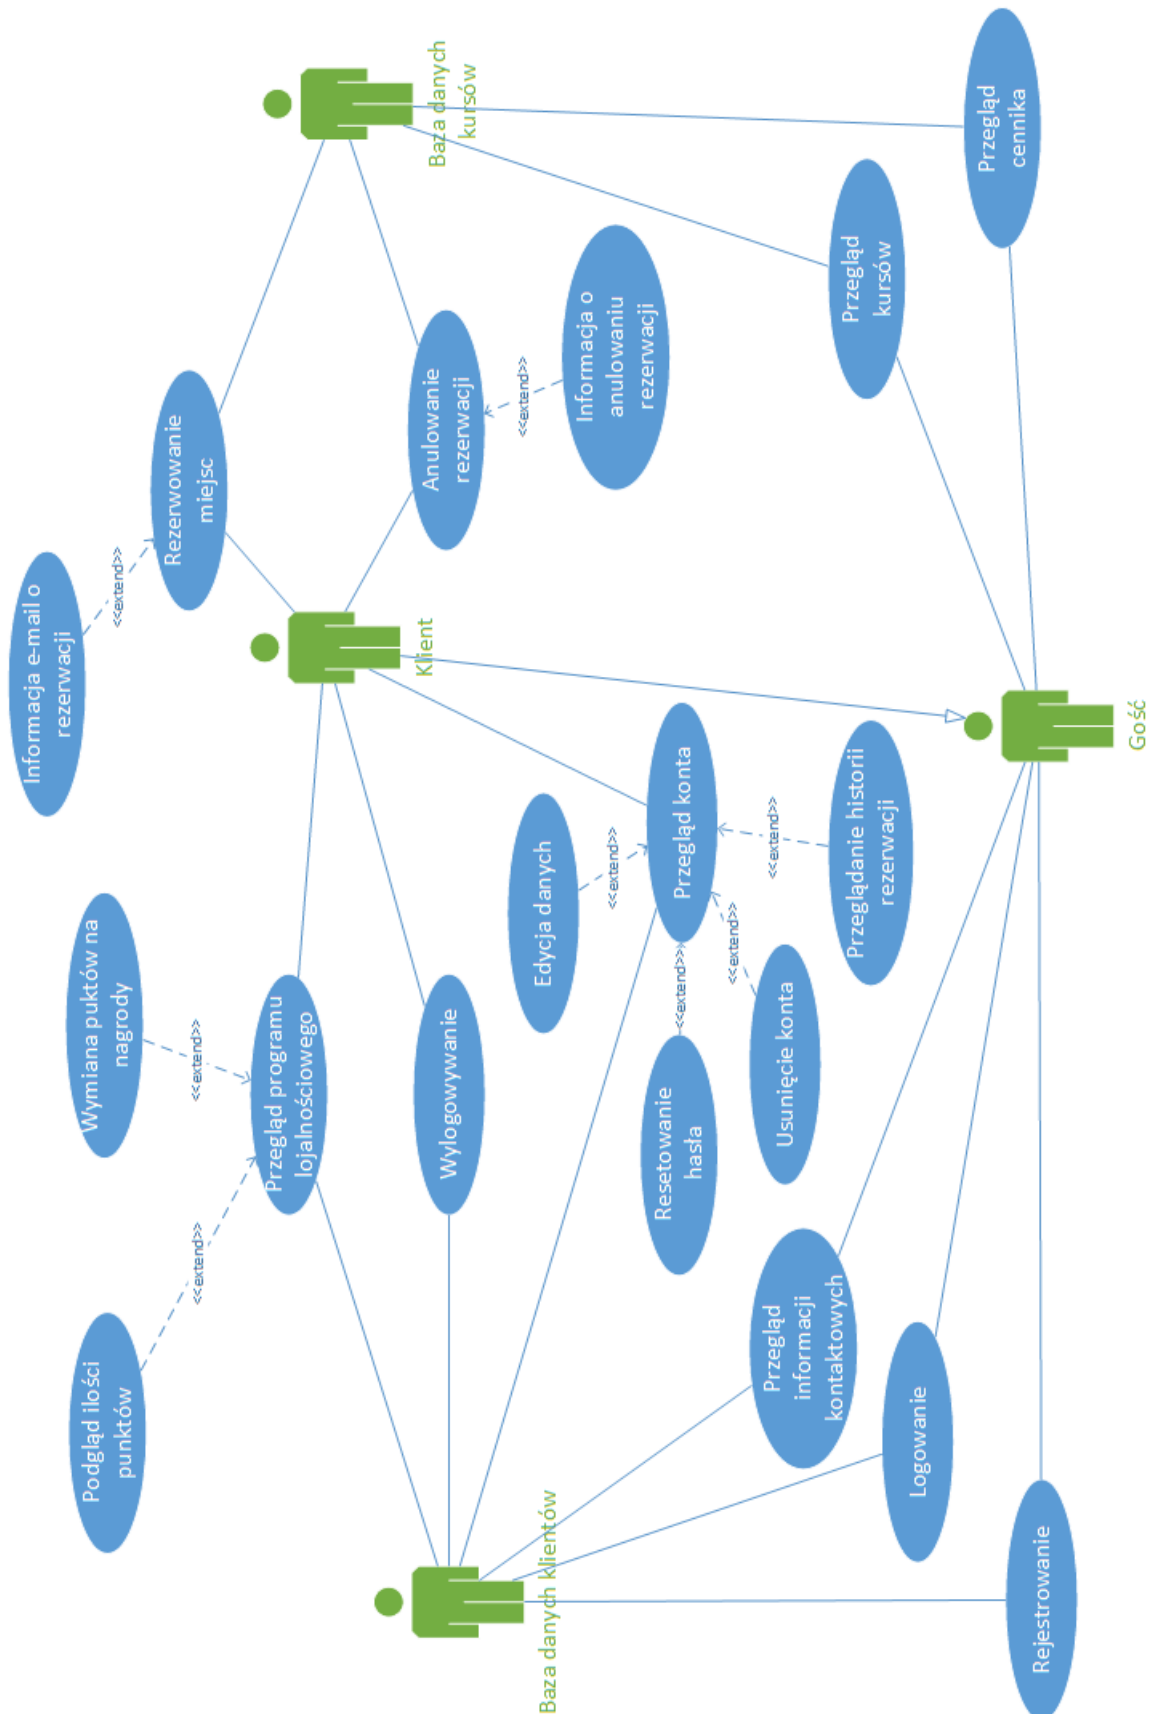 Informacja e-mail o
rezerwacji
<<extend>>
Rezerwowanie
miejsc
Baza danych
kursów
Wymiana puktów na
nagrody
<<extend>>
Podgląd ilości
punktów
<<extend>>
Przegląd programu
lojalnościowego
Klient
Anulowanie
rezerwacji
<<extend>>
Informacja o
anulowaniu
rezerwacji
Wylogowywanie
Edycja danych
<<extend>>
Przegląd konta
<<extend>>
Resetowanie
hasła
<<extend>>
Usunięcie konta
<<extend>>
Przeglądanie historii
rezerwacji
Przegląd
kursów
Przegląd
cennika
Baza danych klientów
Przegląd
informacji
kontaktowych
Logowanie
Rejestrowanie
Gość